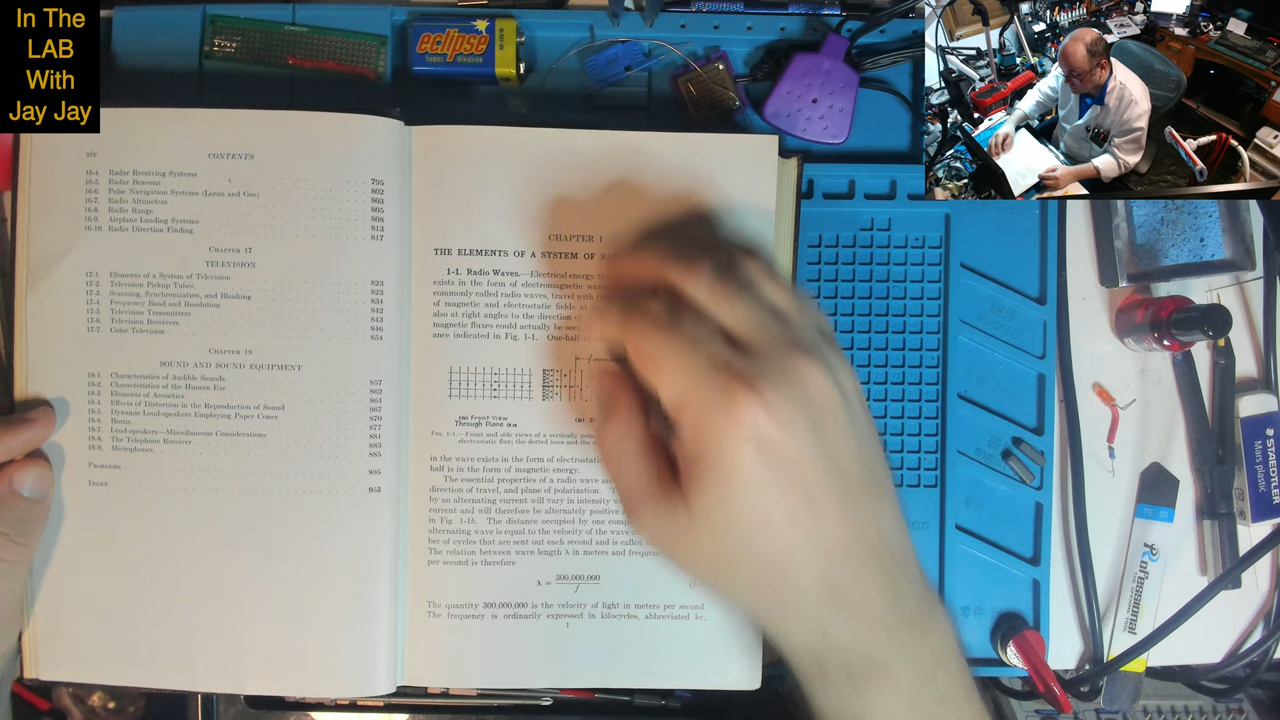 In The
LAB
With
Jay Jay
eclipse
xiv CONTENTS
16-4. Radar Receiving Systems 795
16-5. Radar Beacons 802
16-6. Pulse Navigation Systems (Loran and Gee) 803
16-7. Radio Altimeters 805
16-8. Radio Range 808
16-9. Airplane Landing Systems 813
16-10. Radio Direction Finding 817
CHAPTER 17
TELEVISION
17-1. Elements of a System of Television 823
17-2. Television Pickup Tubes 823
17-3. Scanning, Synchronization, and Blanking 834
17-4. Frequency Band and Resolution 842
17-5. Television Transmitters 843
17-6. Television Receivers 846
17-7. Color Television 854
CHAPTER 18
SOUND AND SOUND EQUIPMENT
18-1. Characteristics of Audible Sounds 857
18-2. Characteristics of the Human Ear 862
18-3. Elements of Acoustics 864
18-4. Effects of Distortion in the Reproduction of Sound 867
18-5. Dynamic Loud-speakers Employing Paper Cones 870
18-6. Horns 877
18-7. Loud-speakers—Miscellaneous Considerations 881
18-8. The Telephone Receiver 883
18-9. Microphones 885
PROBLEMS 895
INDEX 953
CHAPTER 1
THE ELEMENTS OF A SYSTEM OF
1-1. Radio Waves.—Electrical energy
exists in the form of electromagnetic
commonly called radio waves, travel with
of magnetic and electrostatic fields at
also at right angles to the direction of
magnetic fluxes could actually be
ance indicated in Fig. 1-1. One-half
(a) Front View
Through Plane aa
(b)
FIG. 1-1.—Front and side views of a vertically
electrostatic flux; the dotted lines and the
in the wave exists in the form of
half is in the form of magnetic energy.
The essential properties of a radio wave are
direction of travel, and plane of polarization.
by an alternating current will vary in intensity
current and will therefore be alternately positive
in Fig. 1-1b. The distance occupied by one
alternating wave is equal to the velocity of the wave
ber of cycles that are sent out each second and is called
The relation between wave length λ in meters and
per second is therefore
λ = 300,000,000 / f
The quantity 300,000,000 is the velocity of light in meters per second.
The frequency is ordinarily expressed in kilocycles, abbreviated kc;
1
STAEDTLER
Mars plastic
Rofessional